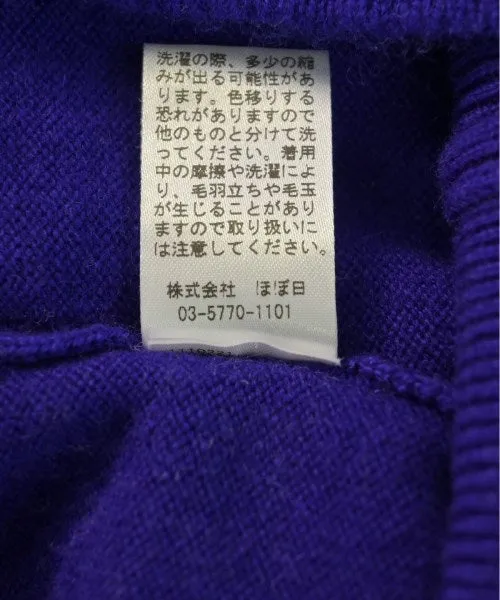 洗濯の際、多少の縮
みが出る可能性があ
ります。色移りする
恐れがありますので
他のものと分けて洗
ってください。着用
中の摩擦や洗濯によ
り、毛羽立ちや毛玉
が生じることがあり
ますので取り扱いに
は注意してください。
株式会社 ほぼ日
03-5770-1101